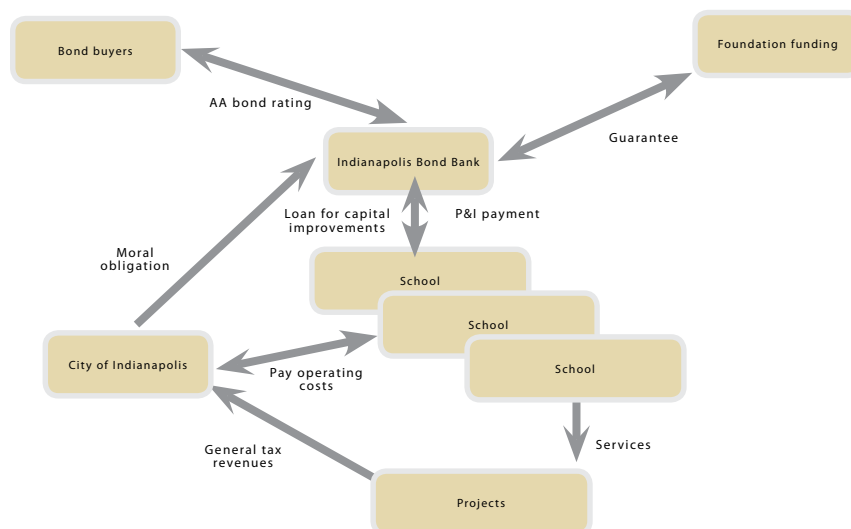 Foundation funding
Bond buyers
AA bond rating
Guarantee
Indianapolis Bond Bank
Loan for capital
improvements
P&I payment
Moral
obligation
School
School
City of Indianapolis
School
Pay operating
costs
General tax
revenues
Services
Projects